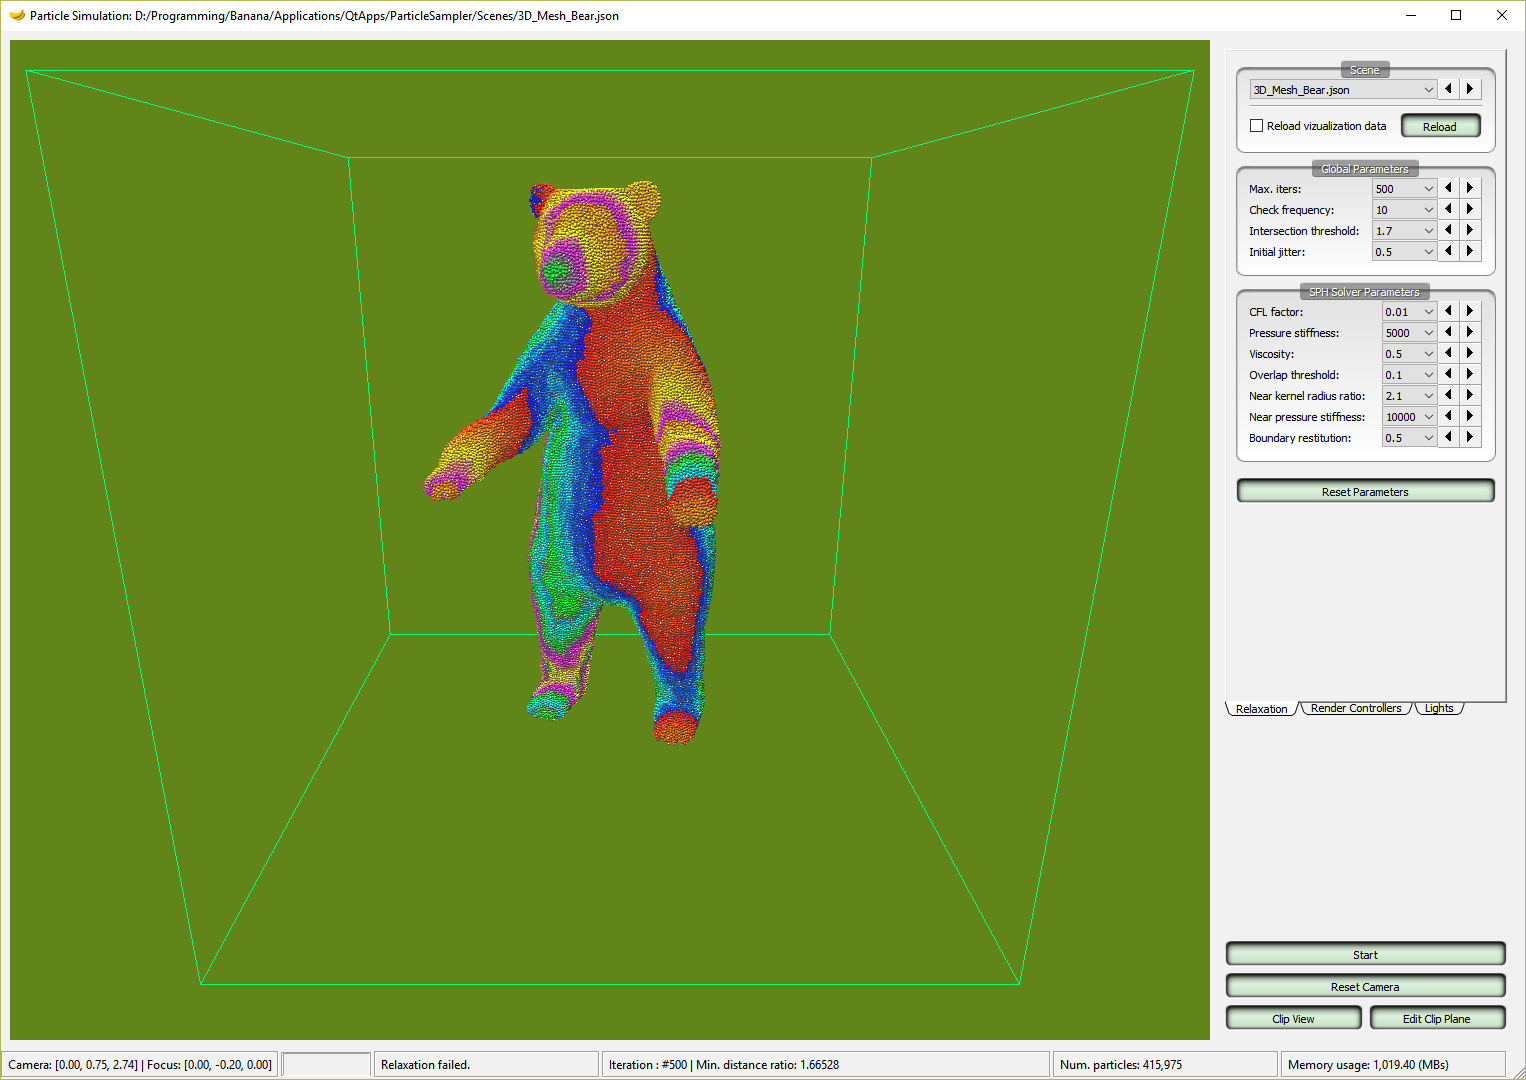 Particle Simulation: D:/Programming/Banana/Applications/QtApps/ParticleSampler/Scenes/3D_Mesh_Bear.json
Scene
3D_Mesh_Bear.json
Reload vizualization data
Reload
Global Parameters
Max. iters: 500
Check frequency: 10
Intersection threshold: 1.7
Initial jitter: 0.5
SPH Solver Parameters
CFL factor: 0.01
Pressure stiffness: 5000
Viscosity: 0.5
Overlap threshold: 0.1
Near kernel radius ratio: 2.1
Near pressure stiffness: 10000
Boundary restitution: 0.5
Reset Parameters
Relaxation Render Controllers Lights
Start
Reset Camera
Clip View Edit Clip Plane
Camera: [0.00, 0.75, 2.74] | Focus: [0.00, -0.20, 0.00] Relaxation failed. Iteration : #500 | Min. distance ratio: 1.66528 Num. particles: 415,975 Memory usage: 1,019.40 (MBs)